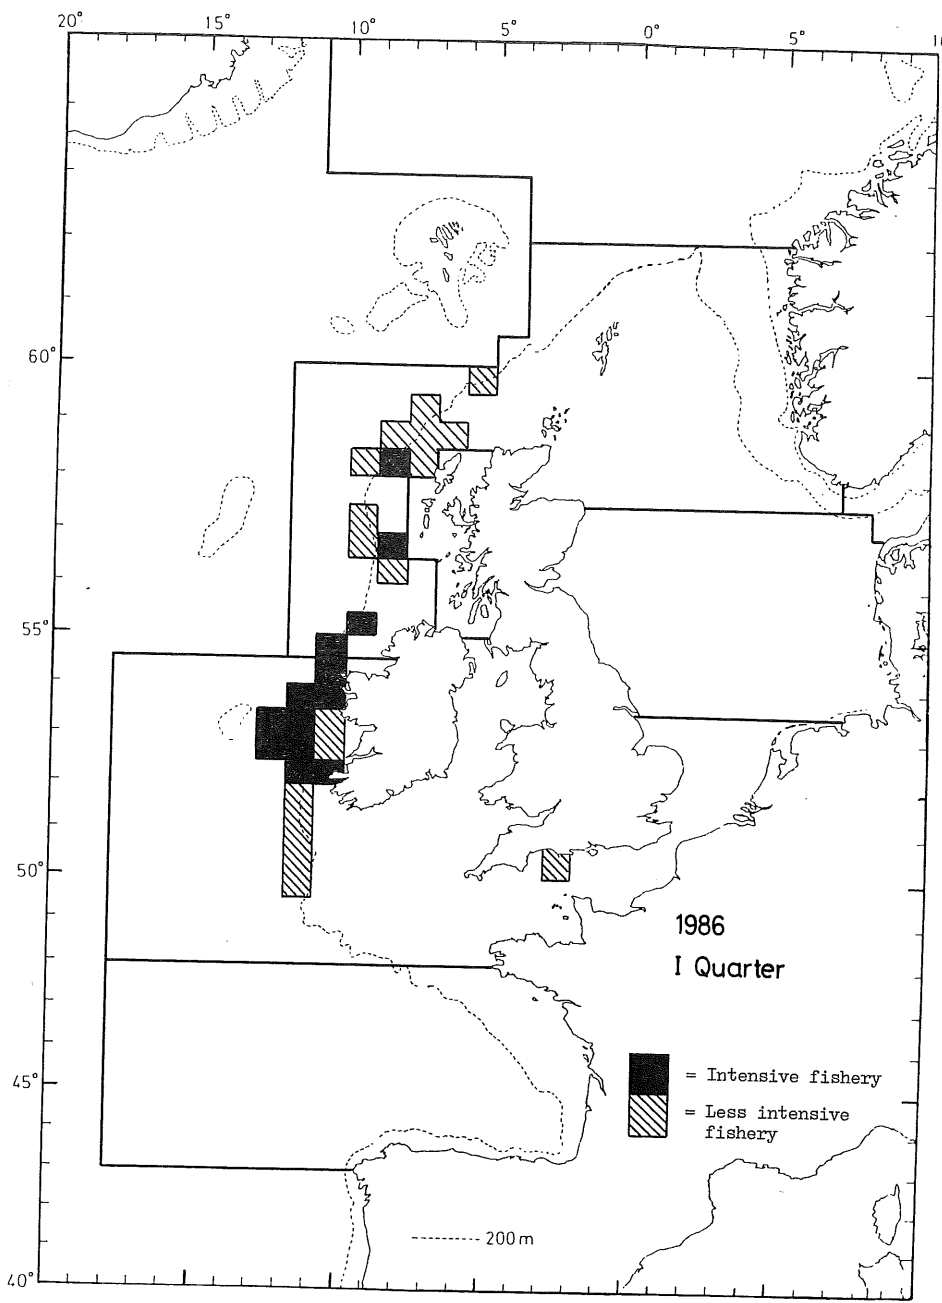 20° 15° 10° 5° 0° 5° 10
60°
55°
50°
1986
I Quarter
45°
= Intensive fishery
= Less intensive
fishery
200m
40°